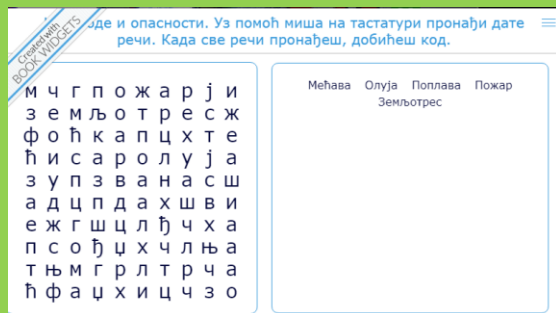 Created with
BOOK WIDGETS
оде и опасности. Уз помоћ миша на тастатури пронађи дате
речи. Када све речи пронађеш, добићеш код.
м ч г п о ж а р ј и
з е м љ о т р е с ж
ф о ћ к а п ц х т е
ћ и с а р о л у ј а
з у п з в а н а с ш
а д ц п д а х ш в и
е ж г ш ц л ђ ч х а
п с о ђ џ х ч л њ а
т њ м г р л т р ч а
ћ ф а џ х и ц ч з о
Мећава Олуја Поплава Пожар
Земљотрес